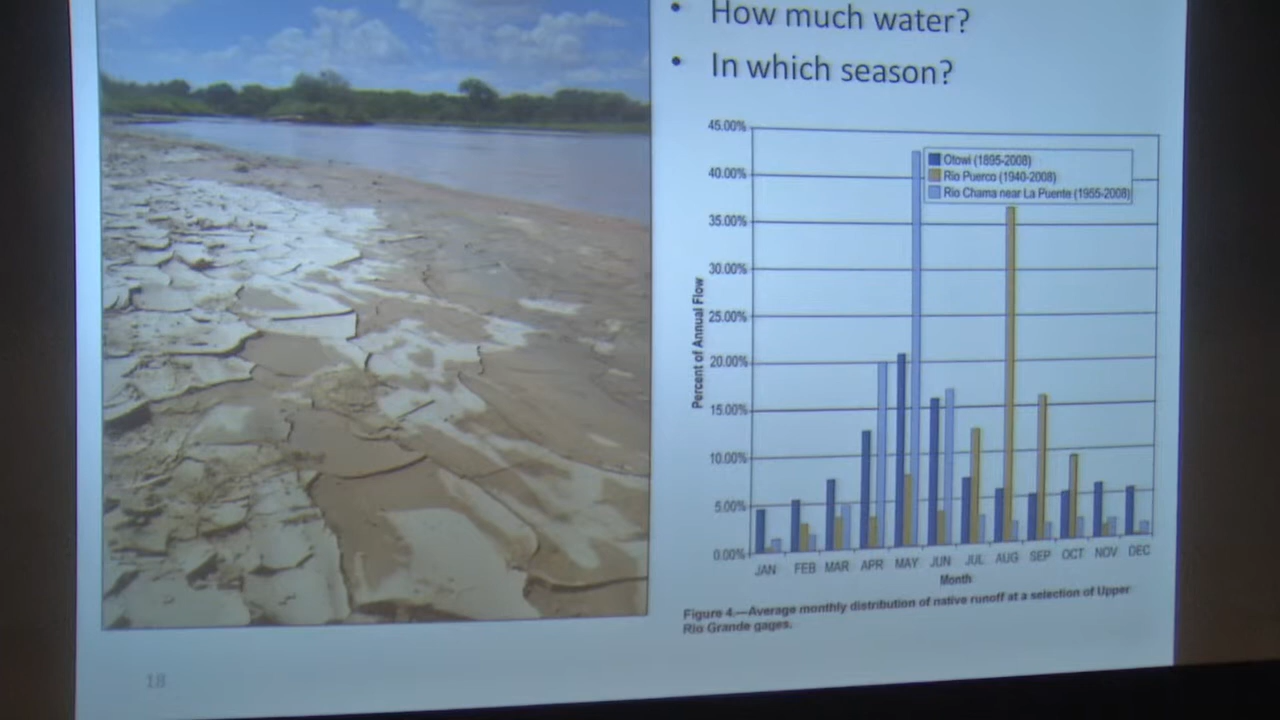 • How much water?
• In which season?
45.00%
40.00%
35.00%
30.00%
25.00%
20.00%
15.00%
10.00%
5.00%
0.00%
Percent of Annual Flow
Otowi (1895-2008)
Rio Puerco (1940-2008)
Rio Chama near La Puente (1955-2008)
JAN FEB MAR APR MAY JUN JUL AUG SEP OCT NOV DEC
Month
Figure 4.—Average monthly distribution of native runoff at a selection of Upper
Rio Grande gages.
18